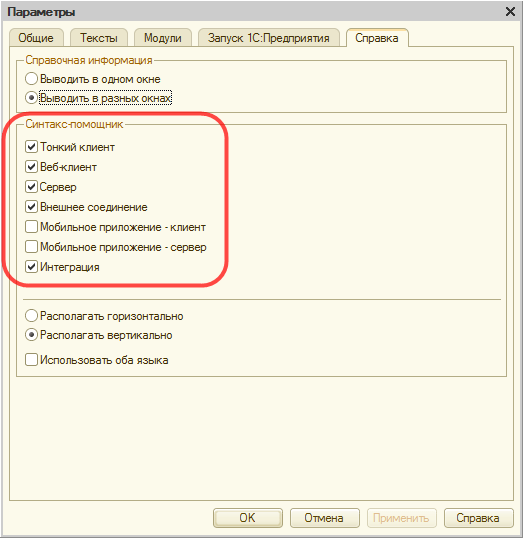 Параметры
Общие Тексты Модули Запуск 1С:Предприятия Справка
Справочная информация
Выводить в одном окне
Выводить в разных окнах
Синтакс-помощник
Тонкий клиент
Веб-клиент
Сервер
Внешнее соединение
Мобильное приложение - клиент
Мобильное приложение - сервер
Интеграция
Располагать горизонтально
Располагать вертикально
Использовать оба языка
OK Отмена Применить Справка